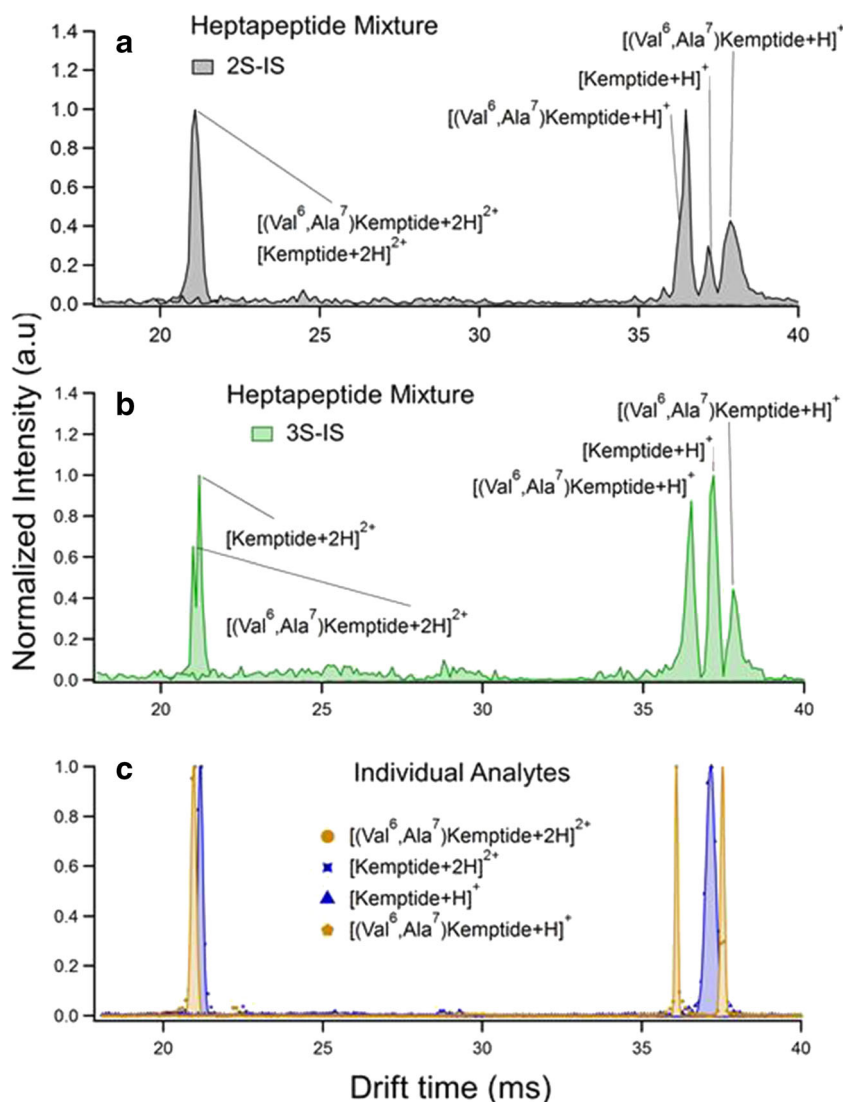 a
Heptapeptide Mixture
2S-IS
[(Val⁶,Ala⁷)Kemptide+H]⁺
[Kemptide+H]⁺
[(Val⁶,Ala⁷)Kemptide+H]⁺
[(Val⁶,Ala⁷)Kemptide+2H]²⁺
[Kemptide+2H]²⁺
1.4
1.2
1.0
0.8
0.6
0.4
0.2
0.0
20 25 30 35 40
b
Heptapeptide Mixture
3S-IS
[(Val⁶,Ala⁷)Kemptide+H]⁺
[Kemptide+H]⁺
[(Val⁶,Ala⁷)Kemptide+H]⁺
[Kemptide+2H]²⁺
[(Val⁶,Ala⁷)Kemptide+2H]²⁺
1.4
1.2
1.0
0.8
0.6
0.4
0.2
0.0
20 25 30 35 40
Normalized Intensity (a.u)
c
Individual Analytes
[(Val⁶,Ala⁷)Kemptide+2H]²⁺
[Kemptide+2H]²⁺
[Kemptide+H]⁺
[(Val⁶,Ala⁷)Kemptide+H]⁺
1.0
0.8
0.6
0.4
0.2
0.0
20 25 30 35 40
Drift time (ms)